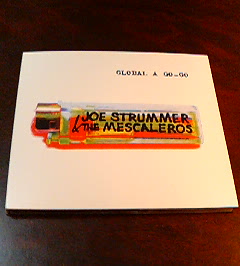 GLOBAL A GO-GO
JOE STRUMMER
& THE MESCALEROS